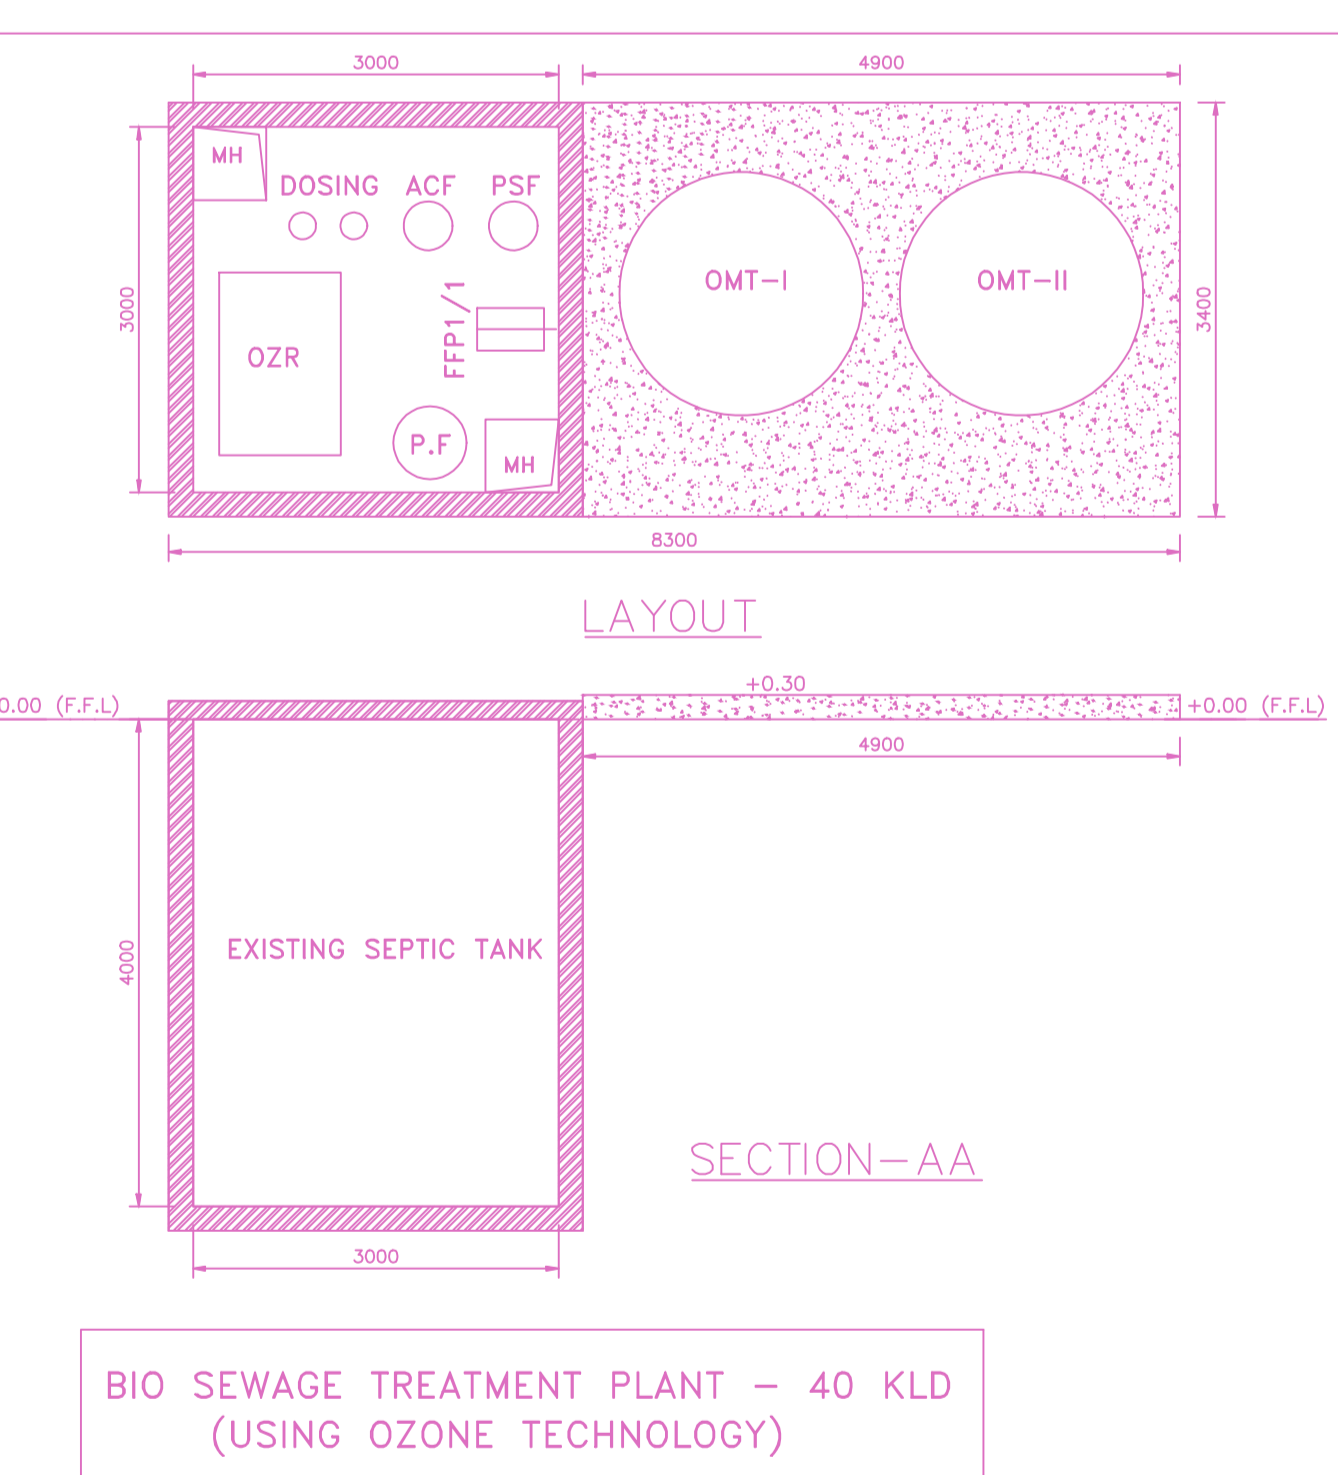 3000
4900
MH
DOSING ACF PSF
3000
OZR
FFP1/1
P.F
MH
OMT-I
OMT-II
3400
8300
LAYOUT
0.00 (F.F.L)
+0.30
+0.00 (F.F.L)
4900
4000
EXISTING SEPTIC TANK
SECTION-AA
3000
BIO SEWAGE TREATMENT PLANT - 40 KLD
(USING OZONE TECHNOLOGY)